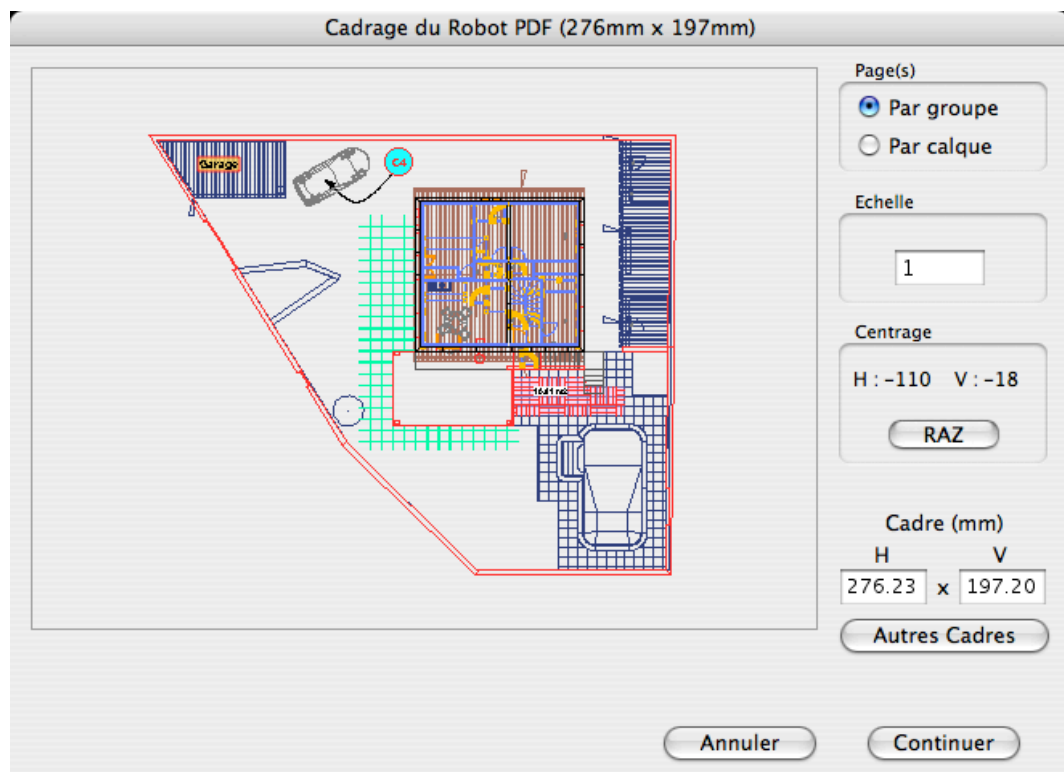 Cadrage du Robot PDF (276mm x 197mm)
Page(s)
Par groupe
Par calque
Echelle
1
Centrage
H : -110 V : -18
RAZ
Cadre (mm)
H V
276.23 x 197.20
Autres Cadres
Annuler Continuer
Garage
C4